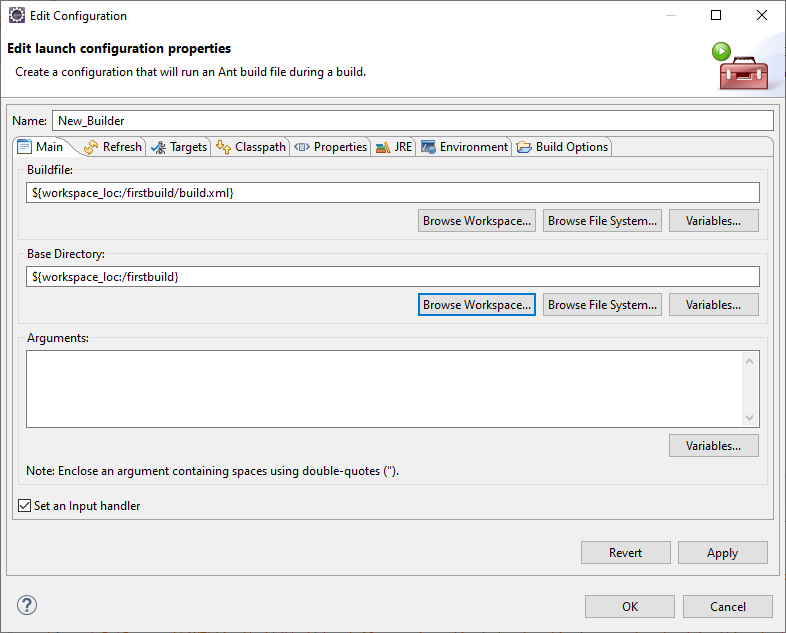 Edit Configuration
Edit launch configuration properties
Create a configuration that will run an Ant build file during a build.
Name: New_Builder
Main Refresh Targets Classpath Properties JRE Environment Build Options
Buildfile:
${workspace_loc:/firstbuild/build.xml}
Browse Workspace... Browse File System... Variables...
Base Directory:
${workspace_loc:/firstbuild}
Browse Workspace... Browse File System... Variables...
Arguments:
Variables...
Note: Enclose an argument containing spaces using double-quotes (").
Set an Input handler
Revert Apply
? OK Cancel